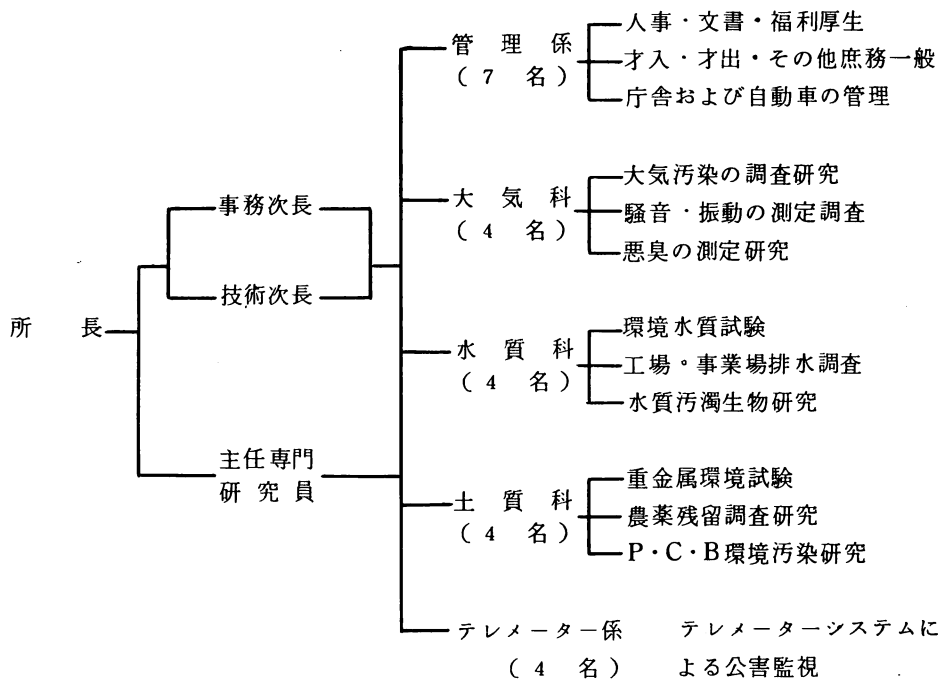 所長
事務次長
技術次長
主任専門
研究員
管理係
(7名)
人事・文書・福利厚生
才入・才出・その他庶務一般
庁舎および自動車の管理
大気科
(4名)
大気汚染の調査研究
騒音・振動の測定調査
悪臭の測定研究
水質科
(4名)
環境水質試験
工場・事業場排水調査
水質汚濁生物研究
土質科
(4名)
重金属環境試験
農薬残留調査研究
P・C・B環境汚染研究
テレメーター係
(4名)
テレメーターシステムに
よる公害監視